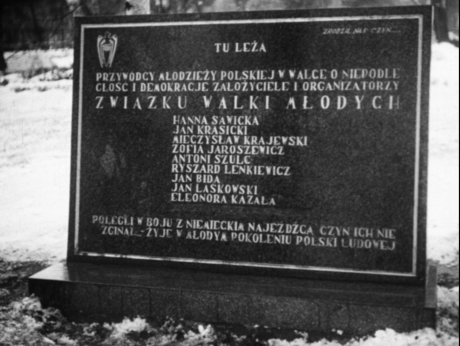 TU LEŻĄ
PRZYWÓDCY MŁODZIEŻY POLSKIEJ W WALCE O NIEPODLE
GŁOŚĆ I DEMOKRACJĘ ZAŁOŻYCIELE I ORGANIZATORZY
ZWIĄZKU WALKI MŁODYCH
HANNA SAWICKA
JAN KRASICKI
MIECZYSŁAW KRAJEWSKI
ZOFIA JAROSZEWICZ
ANTONI SZULC
RYSZARD LENKIEWICZ
JAN BIDA
JAN LASKOWSKI
ELEONORA KAZAŁA
POLEGLI W BOJU Z NIEMIECKIM NAJEŹDŹCĄ CZYN ICH NIE
ZGINĄŁ – ŻYJE W MŁODYM POKOLENIU POLSKI LUDOWEJ